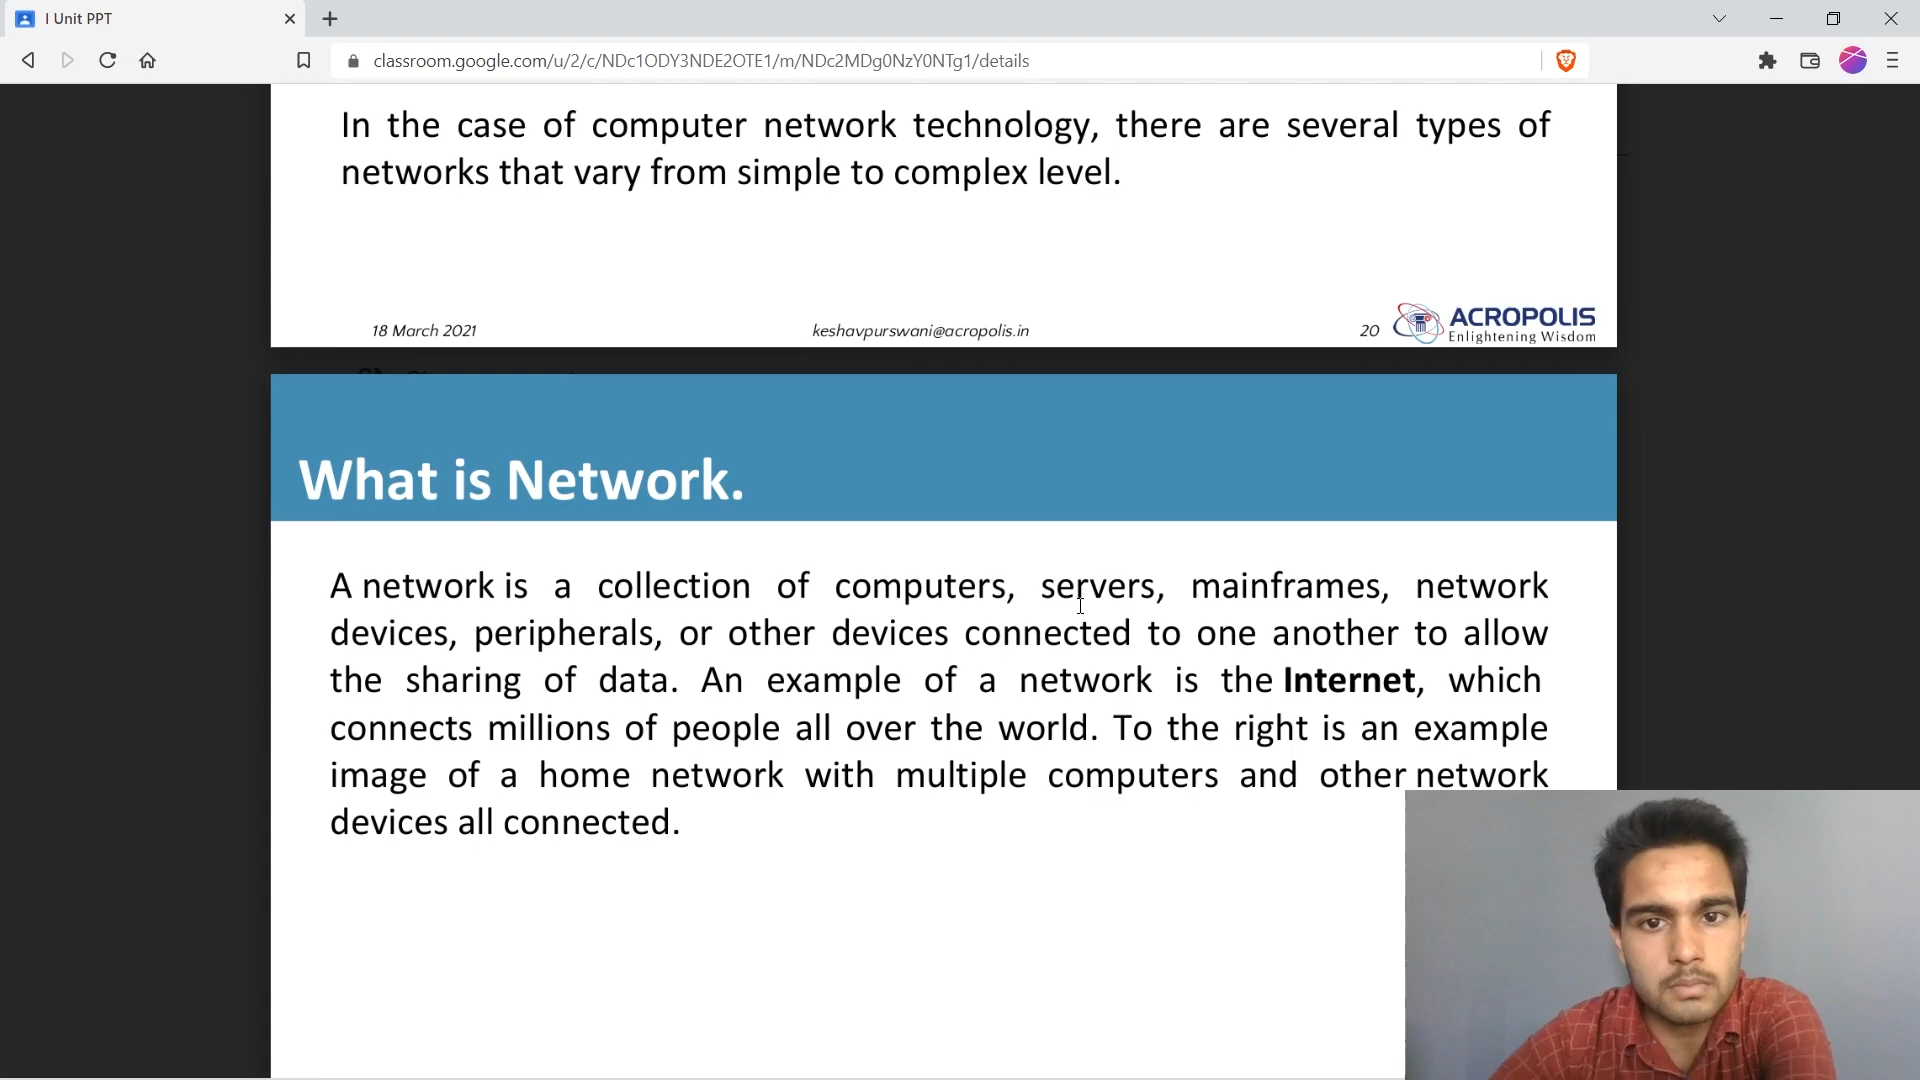 I Unit PPT
classroom.google.com/u/2/c/NDc1ODY3NDE2OTE1/m/NDc2MDg0NzY0NTg1/details
In the case of computer network technology, there are several types of
networks that vary from simple to complex level.
18 March 2021
keshavpurswani@acropolis.in
20
ACROPOLIS
Enlightening Wisdom
What is Network.
A network is a collection of computers, servers, mainframes, network
devices, peripherals, or other devices connected to one another to allow
the sharing of data. An example of a network is the Internet, which
connects millions of people all over the world. To the right is an example
image of a home network with multiple computers and other network
devices all connected.